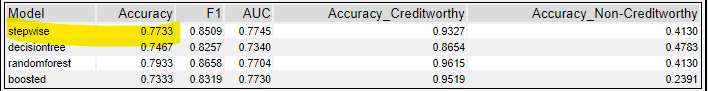 Model Accuracy F1 AUC Accuracy_Creditworthy Accuracy_Non-Creditworthy
stepwise 0.7733 0.8509 0.7745 0.9327 0.4130
decisiontree 0.7467 0.8257 0.7340 0.8654 0.4783
randomforest 0.7933 0.8658 0.7704 0.9615 0.4130
boosted 0.7333 0.8319 0.7730 0.9519 0.2391